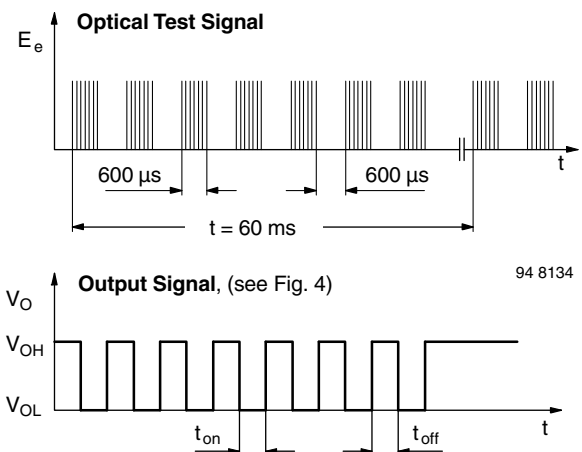 Optical Test Signal
E e
600 µs
600 µs
t
t = 60 ms
94 8134
Output Signal, (see Fig. 4)
V O
V OH
V OL
t on
t off
t